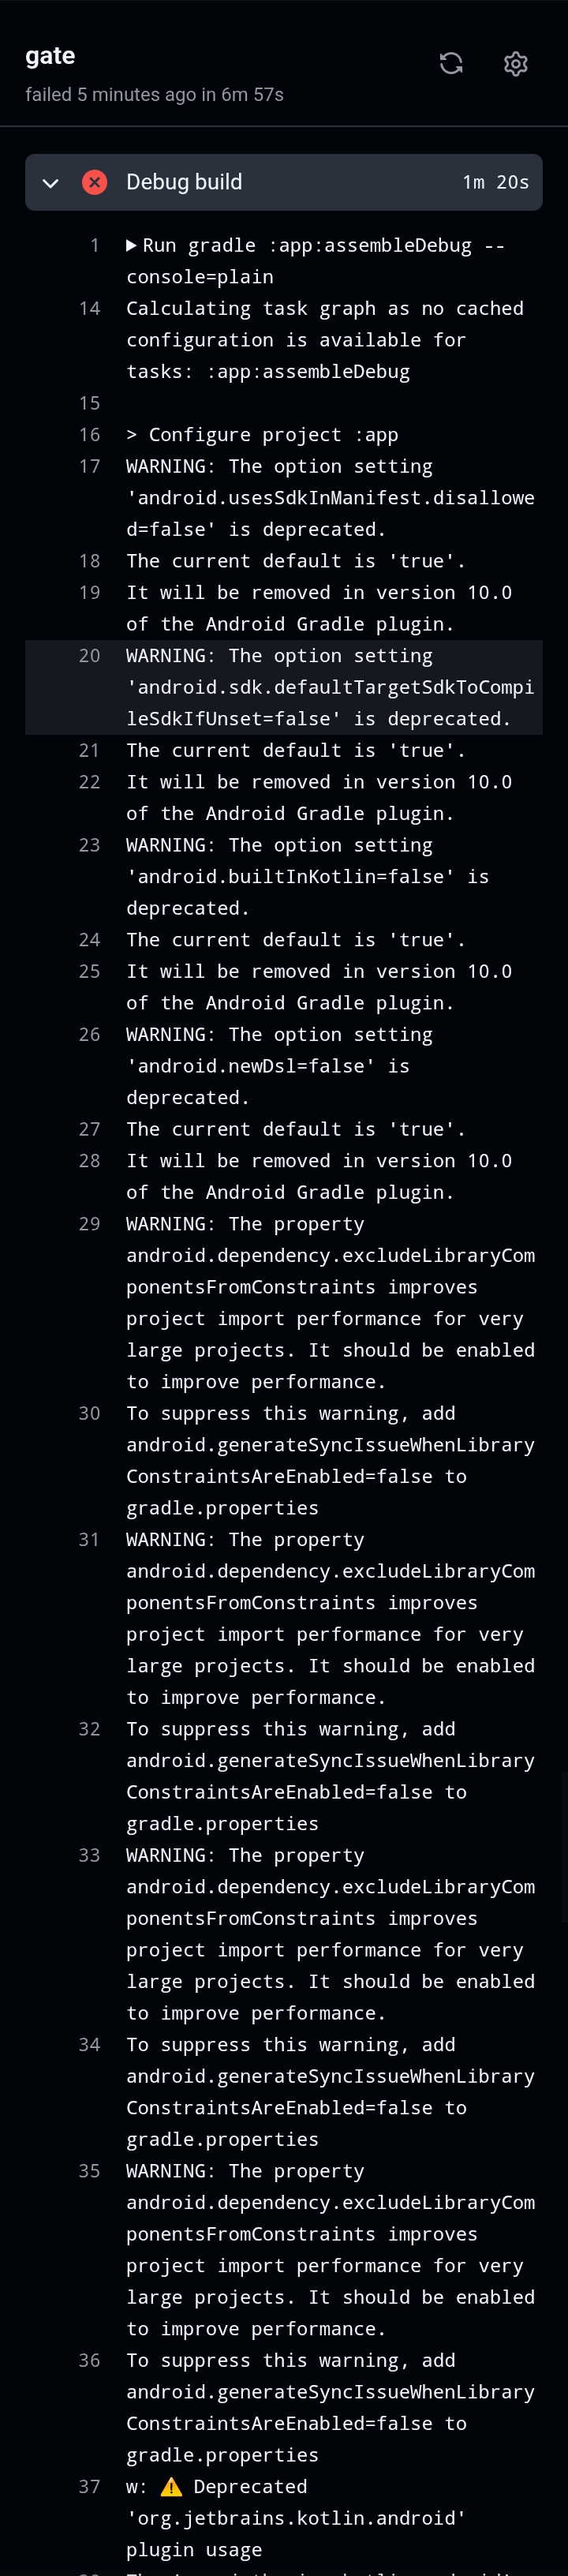 gate
failed 5 minutes ago in 6m 57s
Debug build 1m 20s
1 Run gradle :app:assembleDebug --
console=plain
14 Calculating task graph as no cached
configuration is available for
tasks: :app:assembleDebug
15
16 > Configure project :app
17 WARNING: The option setting
'android.usesSdkInManifest.disallowe
d=false' is deprecated.
18 The current default is 'true'.
19 It will be removed in version 10.0
of the Android Gradle plugin.
20 WARNING: The option setting
'android.sdk.defaultTargetSdkToCompi
leSdkIfUnset=false' is deprecated.
21 The current default is 'true'.
22 It will be removed in version 10.0
of the Android Gradle plugin.
23 WARNING: The option setting
'android.builtInKotlin=false' is
deprecated.
24 The current default is 'true'.
25 It will be removed in version 10.0
of the Android Gradle plugin.
26 WARNING: The option setting
'android.newDsl=false' is
deprecated.
27 The current default is 'true'.
28 It will be removed in version 10.0
of the Android Gradle plugin.
29 WARNING: The property
android.dependency.excludeLibraryCom
ponentsFromConstraints improves
project import performance for very
large projects. It should be enabled
to improve performance.
30 To suppress this warning, add
android.generateSyncIssueWhenLibrary
ConstraintsAreEnabled=false to
gradle.properties
31 WARNING: The property
android.dependency.excludeLibraryCom
ponentsFromConstraints improves
project import performance for very
large projects. It should be enabled
to improve performance.
32 To suppress this warning, add
android.generateSyncIssueWhenLibrary
ConstraintsAreEnabled=false to
gradle.properties
33 WARNING: The property
android.dependency.excludeLibraryCom
ponentsFromConstraints improves
project import performance for very
large projects. It should be enabled
to improve performance.
34 To suppress this warning, add
android.generateSyncIssueWhenLibrary
ConstraintsAreEnabled=false to
gradle.properties
35 WARNING: The property
android.dependency.excludeLibraryCom
ponentsFromConstraints improves
project import performance for very
large projects. It should be enabled
to improve performance.
36 To suppress this warning, add
android.generateSyncIssueWhenLibrary
ConstraintsAreEnabled=false to
gradle.properties
37 w: ⚠️ Deprecated
'org.jetbrains.kotlin.android'
plugin usage